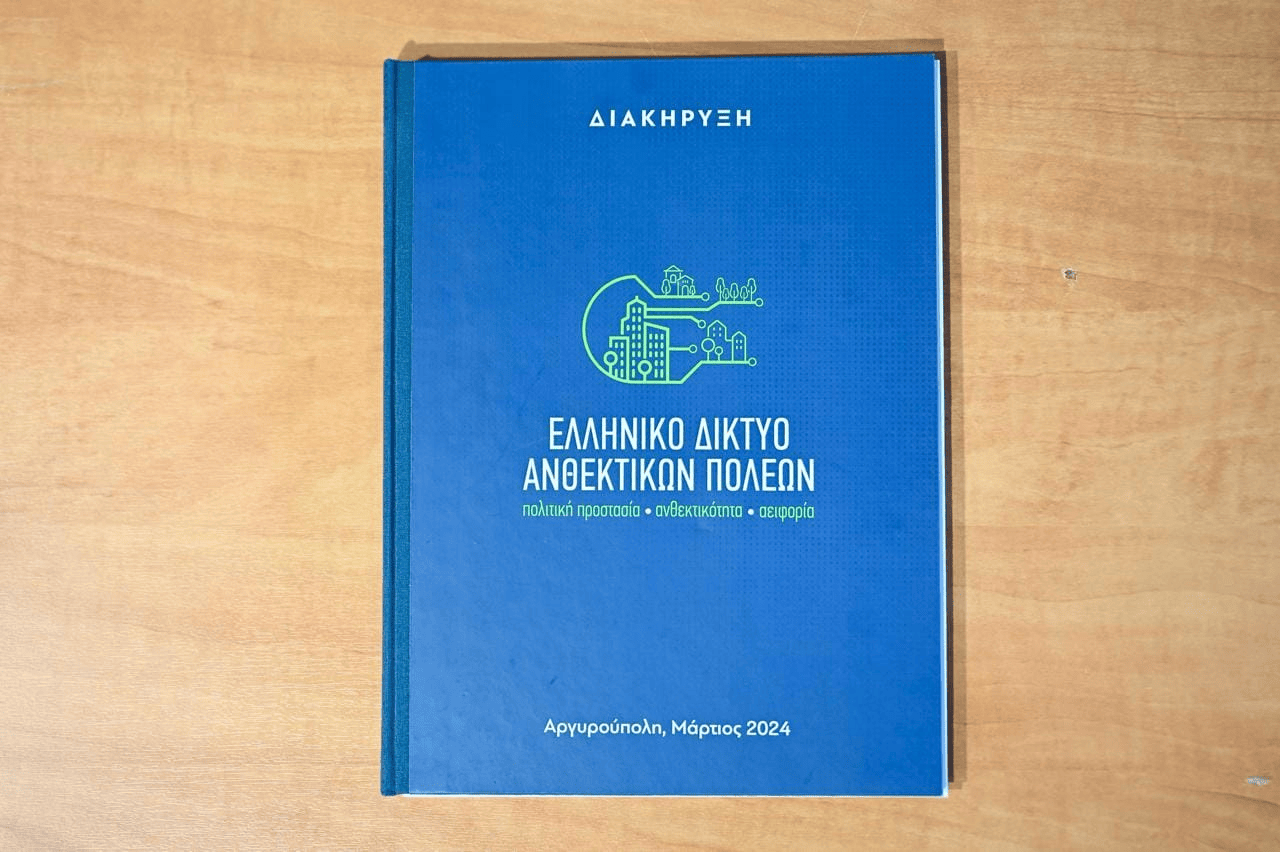 ΔΙΑΚΗΡΥΞΗ
ΕΛΛΗΝΙΚΟ ΔΙΚΤΥΟ
ΑΝΘΕΚΤΙΚΩΝ ΠΟΛΕΩΝ
πολιτική προστασία • ανθεκτικότητα • αειφορία
Αργυρούπολη, Μάρτιος 2024